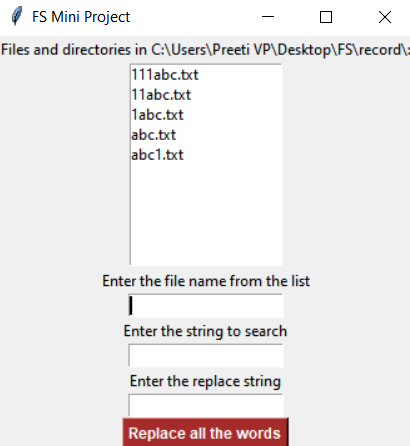 FS Mini Project
Files and directories in C:\Users\Preeti VP\Desktop\FS\record\
111abc.txt
11abc.txt
1abc.txt
abc.txt
abc1.txt
Enter the file name from the list
Enter the string to search
Enter the replace string
Replace all the words